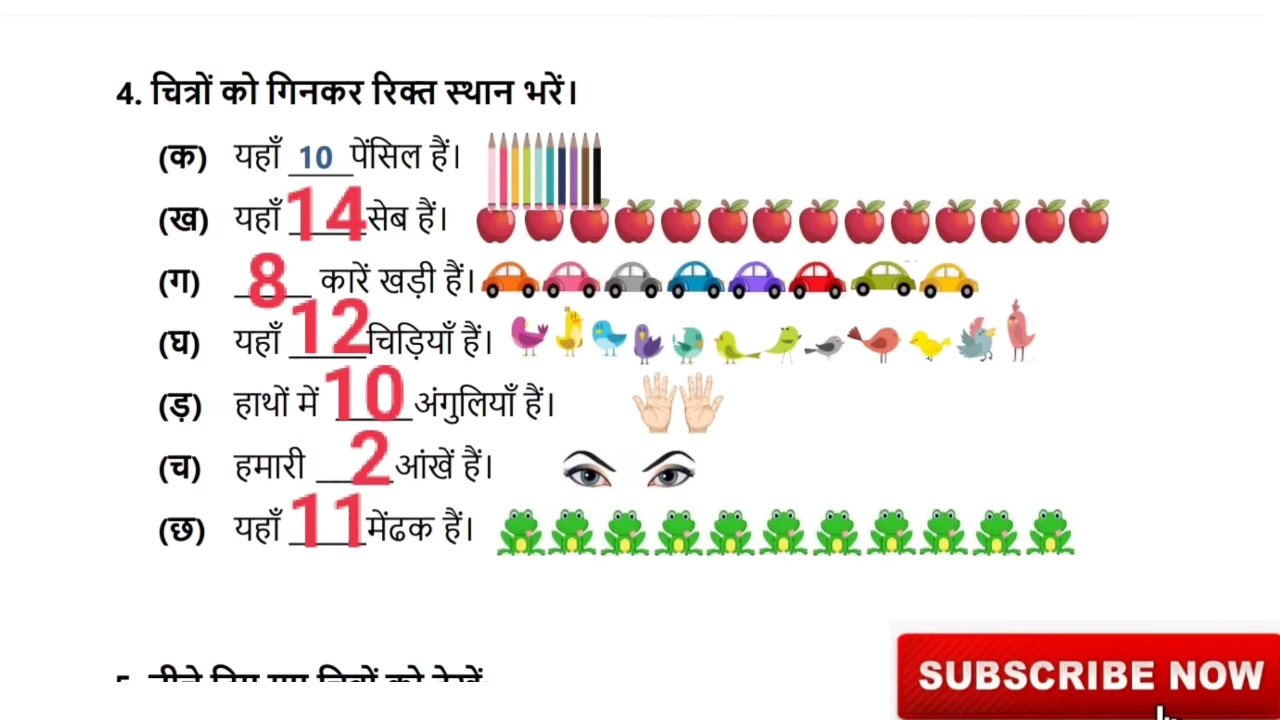 4. चित्रों को गिनकर रिक्त स्थान भरें।
(क) यहाँ 10 पेंसिल हैं।
(ख) यहाँ 14 सेब हैं।
(ग) 8 कारें खड़ी हैं।
(घ) यहाँ 12 चिड़ियाँ हैं।
(ड़) हाथों में 10 अंगुलियाँ हैं।
(च) हमारी 2 आंखें हैं।
(छ) यहाँ 11 मेंढक हैं।
SUBSCRIBE NOW